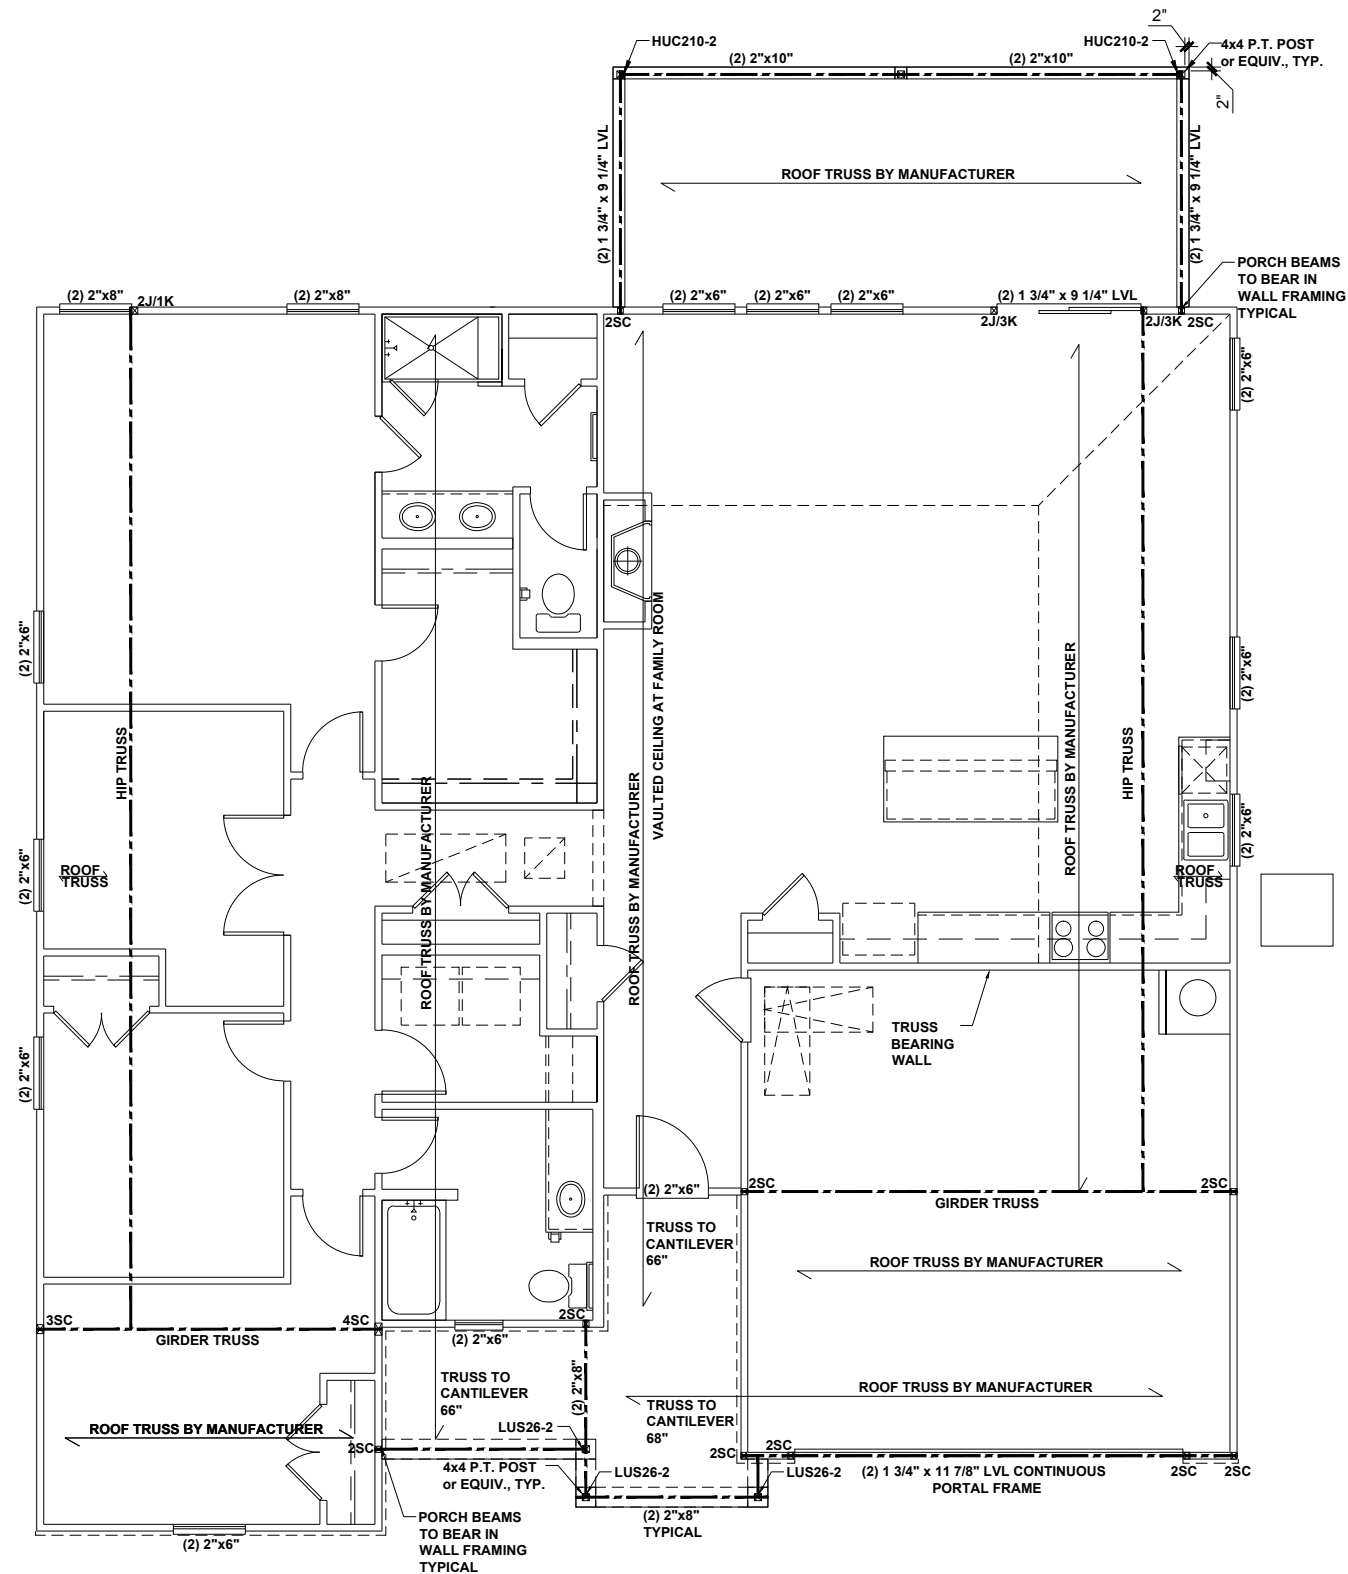 2"
HUC210-2
(2) 2"x10"
(2) 2"x10"
HUC210-2
4x4 P.T. POST
or EQUIV., TYP.
2"
(2) 1 3/4" x 9 1/4" LVL
ROOF TRUSS BY MANUFACTURER
(2) 1 3/4" x 9 1/4" LVL
PORCH BEAMS
TO BEAR IN
WALL FRAMING
TYPICAL
(2) 2"x8"
2J/1K
(2) 2"x8"
2SC
(2) 2"x6"
(2) 2"x6"
(2) 2"x6"
2J/3K
(2) 1 3/4" x 9 1/4" LVL
2J/3K
2SC
(2) 2"x6"
(2) 2"x6"
(2) 2"x6"
HIP TRUSS
ROOF TRUSS BY MANUFACTURER
ROOF TRUSS BY MANUFACTURER
VAULTED CEILING AT FAMILY ROOM
ROOF TRUSS BY MANUFACTURER
HIP TRUSS
(2) 2"x6"
(2) 2"x6"
ROOF
TRUSS
ROOF
TRUSS
(2) 2"x6"
TRUSS
BEARING
WALL
(2) 2"x6"
2SC
2SC
GIRDER TRUSS
TRUSS TO
CANTILEVER
66"
ROOF TRUSS BY MANUFACTURER
3SC
4SC
GIRDER TRUSS
2SC
(2) 2"x6"
(2) 2"x8"
TRUSS TO
CANTILEVER
66"
ROOF TRUSS BY MANUFACTURER
TRUSS TO
CANTILEVER
68"
ROOF TRUSS BY MANUFACTURER
LUS26-2
2SC
2SC
2SC
4x4 P.T. POST
or EQUIV., TYP.
LUS26-2
LUS26-2
(2) 1 3/4" x 11 7/8" LVL CONTINUOUS
PORTAL FRAME
2SC
2SC
(2) 2"x8"
TYPICAL
PORCH BEAMS
TO BEAR IN
WALL FRAMING
TYPICAL
(2) 2"x6"